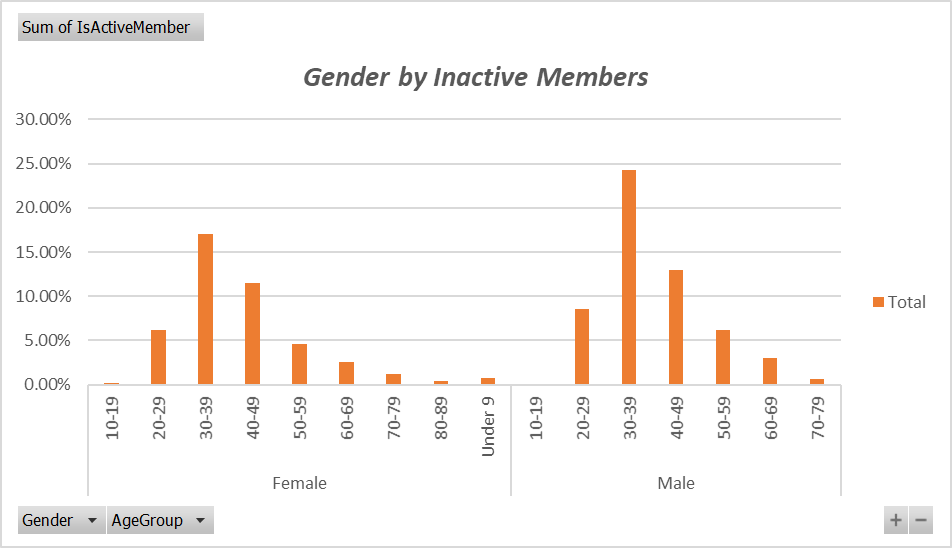 Sum of IsActiveMember
Gender by Inactive Members
30.00%
25.00%
20.00%
15.00%
10.00%
5.00%
0.00%
10-19
20-29
30-39
40-49
50-59
60-69
70-79
80-89
Under 9
10-19
20-29
30-39
40-49
50-59
60-69
70-79
Female
Male
Total
Gender
AgeGroup
+ −